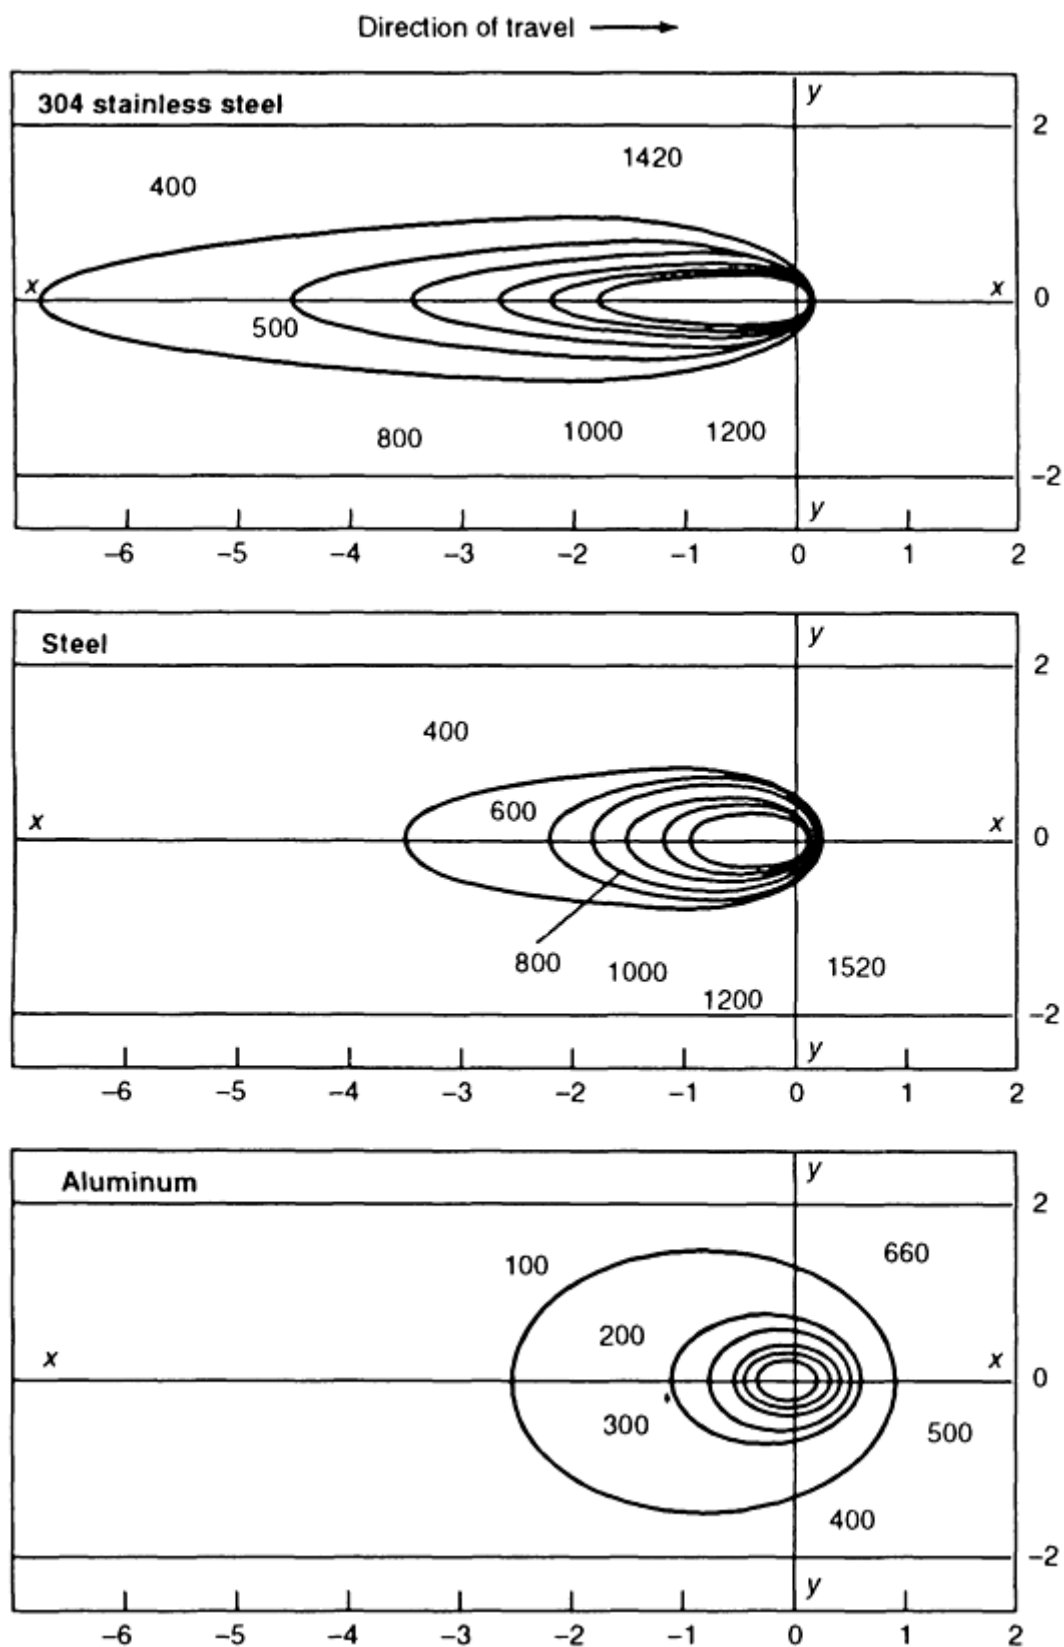 Direction of travel
y
304 stainless steel
2
1420
400
x
x
0
500
800
1000
1200
-2
y
-6 -5 -4 -3 -2 -1 0 1 2
y
Steel
2
400
600
x
x
0
800
1000
1520
1200
-2
y
-6 -5 -4 -3 -2 -1 0 1 2
y
Aluminum
2
660
100
200
x
x
0
300
500
400
-2
y
-6 -5 -4 -3 -2 -1 0 1 2